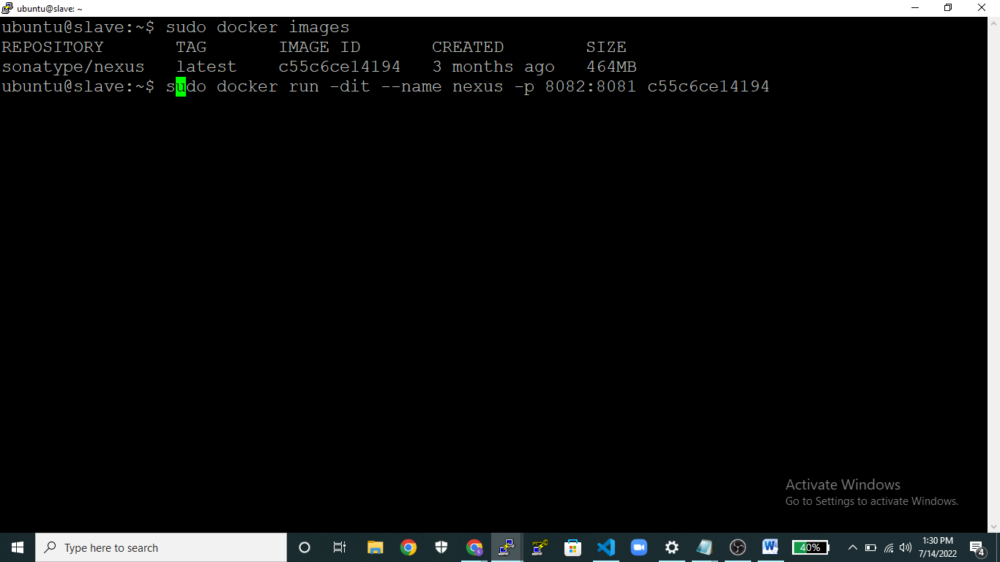 ubuntu@slave: ~
ubuntu@slave:~$ sudo docker images
REPOSITORY TAG IMAGE ID CREATED SIZE
sonatype/nexus latest c55c6ce14194 3 months ago 464MB
ubuntu@slave:~$ sudo docker run -dit --name nexus -p 8082:8081 c55c6ce14194
Activate Windows
Go to Settings to activate Windows.
Type here to search
40%
1:30 PM
7/14/2022
4